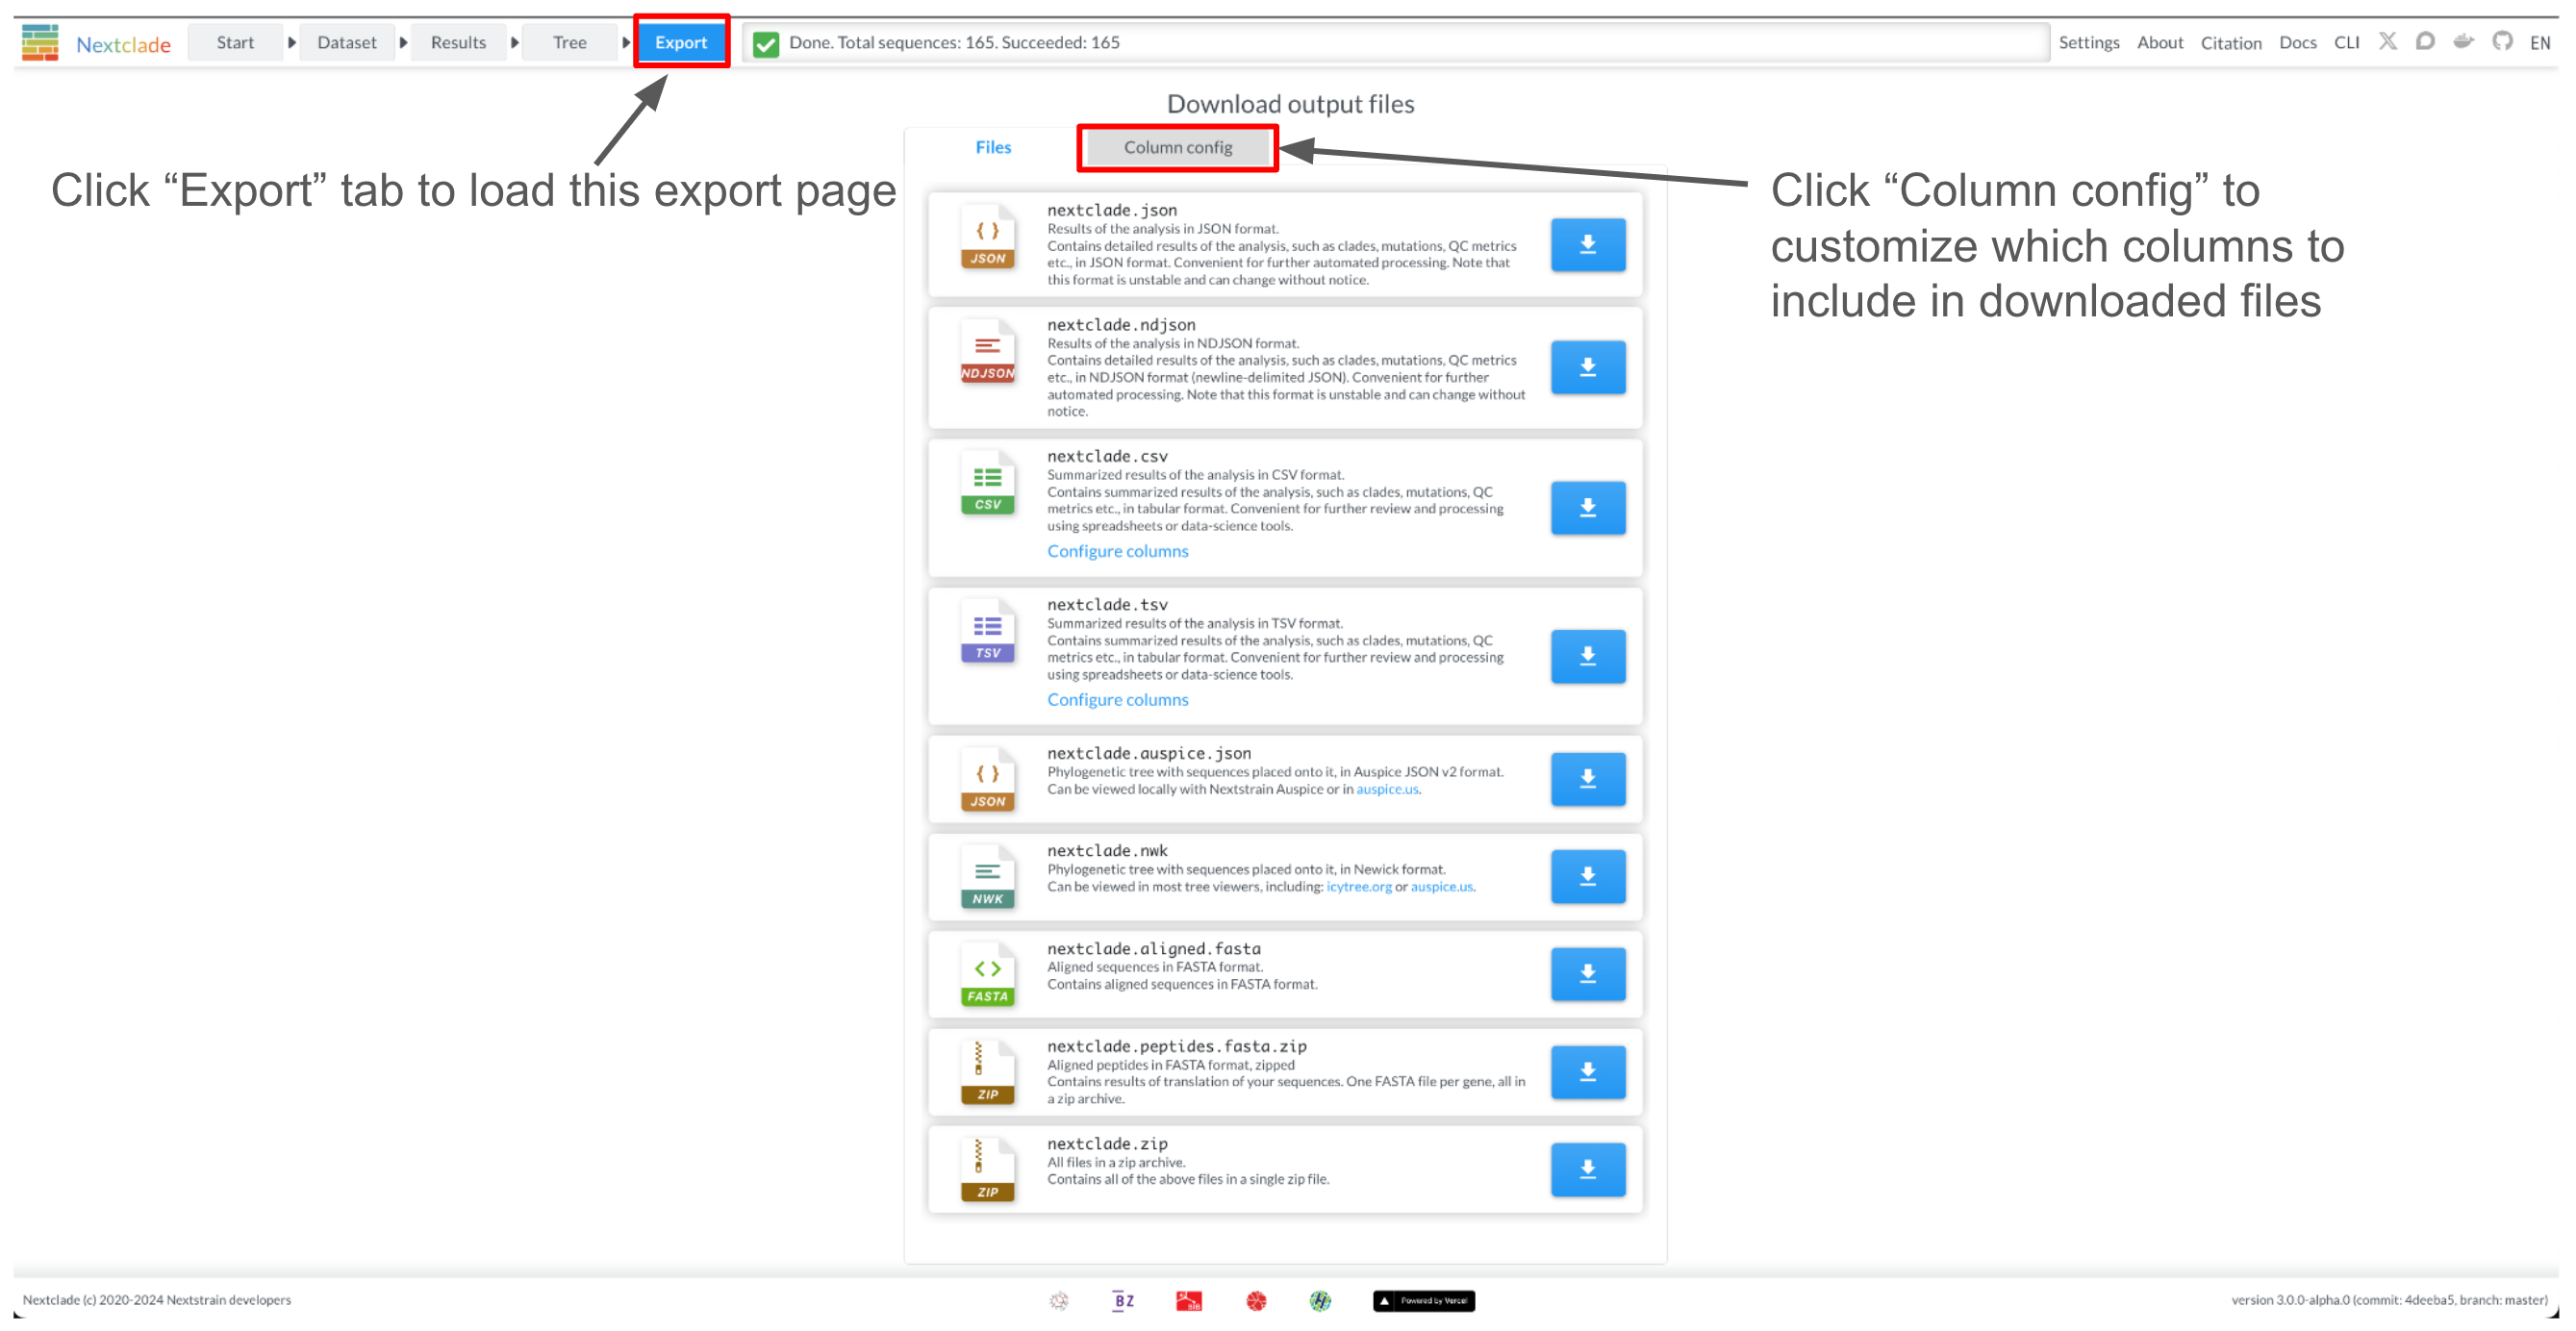 Nextclade Start Dataset Results Tree Export Done. Total sequences: 165. Succeeded: 165 Settings About Citation Docs CLI EN
Download output files
Files Column config
Click “Export” tab to load this export page
Click “Column config” to
customize which columns to
include in downloaded files
{ }
JSON
nextclade.json
Results of the analysis in JSON format.
Contains detailed results of the analysis, such as clades, mutations, QC metrics
etc., in JSON format. Convenient for further automated processing. Note that
this format is unstable and can change without notice.
NDJSON
nextclade.ndjson
Results of the analysis in NDJSON format.
Contains detailed results of the analysis, such as clades, mutations, QC metrics
etc., in NDJSON format (newline-delimited JSON). Convenient for further
automated processing. Note that this format is unstable and can change without
notice.
CSV
nextclade.csv
Summarized results of the analysis in CSV format.
Contains summarized results of the analysis, such as clades, mutations, QC
metrics etc., in tabular format. Convenient for further review and processing
using spreadsheets or data-science tools.
Configure columns
TSV
nextclade.tsv
Summarized results of the analysis in TSV format.
Contains summarized results of the analysis, such as clades, mutations, QC
metrics etc., in tabular format. Convenient for further review and processing
using spreadsheets or data-science tools.
Configure columns
{ }
JSON
nextclade.auspice.json
Phylogenetic tree with sequences placed onto it, in Auspice JSON v2 format.
Can be viewed locally with Nextstrain Auspice or in auspice.us.
NWK
nextclade.nwk
Phylogenetic tree with sequences placed onto it, in Newick format.
Can be viewed in most tree viewers, including: icytree.org or auspice.us.
< >
FASTA
nextclade.aligned.fasta
Aligned sequences in FASTA format.
Contains aligned sequences in FASTA format.
ZIP
nextclade.peptides.fasta.zip
Aligned peptides in FASTA format, zipped
Contains results of translation of your sequences. One FASTA file per gene, all in
a zip archive.
ZIP
nextclade.zip
All files in a zip archive.
Contains all of the above files in a single zip file.
Nextclade (c) 2020-2024 Nextstrain developers
BZ
SIB
Powered by Vercel
version 3.0.0-alpha.0 (commit: 4deeba5, branch: master)